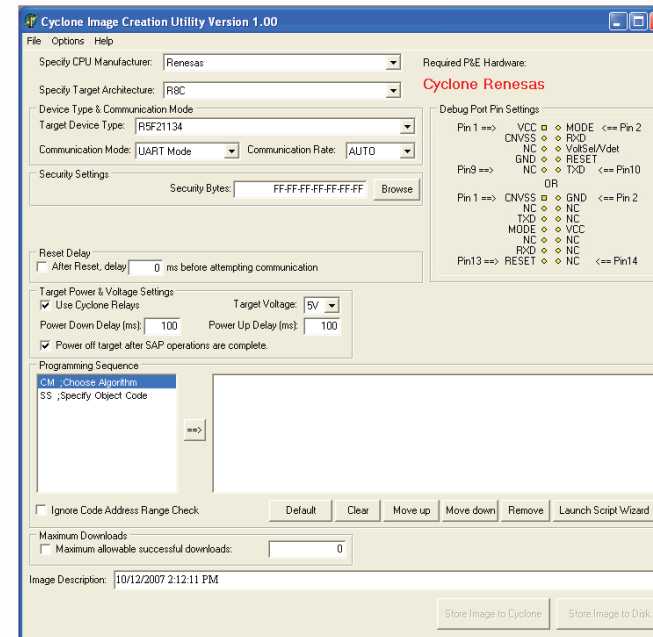 Cyclone Image Creation Utility Version 1.00
File Options Help
Specify CPU Manufacturer: Renesas
Required P&E Hardware:
Specify Target Architecture: R8C
Cyclone Renesas
Device Type & Communication Mode
Target Device Type: R5F21134
Communication Mode: UART Mode Communication Rate: AUTO
Debug Port Pin Settings
Pin 1 ==> VCC MODE <== Pin 2
CNVSS RXD
NC VoltSel/Vdet
GND RESET
Pin9 ==> NC TXD <== Pin10
OR
Pin 1 ==> CNVSS GND <== Pin 2
NC NC
TXD NC
MODE VCC
NC NC
RXD NC
Pin13 ==> RESET NC <== Pin14
Security Settings
Security Bytes: FF-FF-FF-FF-FF-FF-FF Browse
Reset Delay
After Reset, delay 0 ms before attempting communication
Target Power & Voltage Settings
Use Cyclone Relays Target Voltage: 5V
Power Down Delay (ms): 100 Power Up Delay (ms): 100
Power off target after SAP operations are complete.
Programming Sequence
CM ;Choose Algorithm
SS ;Specify Object Code
==>
Ignore Code Address Range Check Default Clear Move up Move down Remove Launch Script Wizard
Maximum Downloads
Maximum allowable successful downloads: 0
Image Description: 10/12/2007 2:12:11 PM
Store Image to Cyclone Store Image to Disk